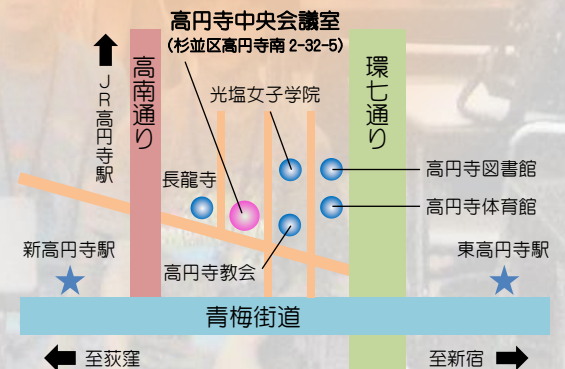 高円寺中央会議室
(杉並区高円寺南2-32-5)
JR高円寺駅
高南通り
環七通り
光塩女子学院
長龍寺
高円寺図書館
高円寺体育館
新高円寺駅
高円寺教会
東高円寺駅
青梅街道
至荻窪
至新宿